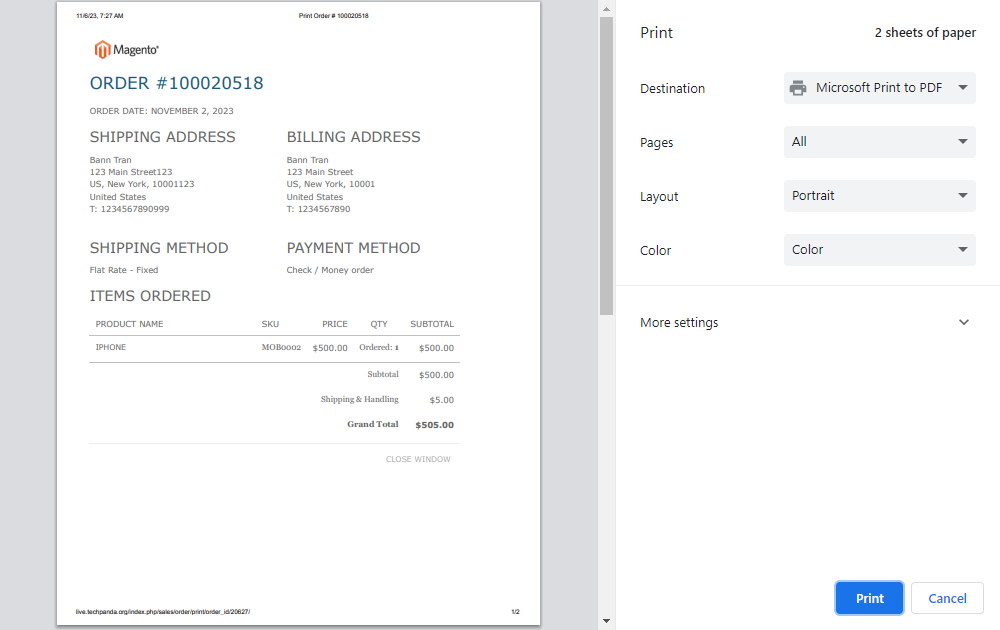 11/6/23, 7:27 AM Print Order # 100020518
Magento®
ORDER #100020518
ORDER DATE: NOVEMBER 2, 2023
SHIPPING ADDRESS
Bann Tran
123 Main Street123
US, New York, 10001123
United States
T: 1234567890999
BILLING ADDRESS
Bann Tran
123 Main Street
US, New York, 10001
United States
T: 1234567890
SHIPPING METHOD
Flat Rate - Fixed
PAYMENT METHOD
Check / Money order
ITEMS ORDERED
PRODUCT NAME SKU PRICE QTY SUBTOTAL
IPHONE MOB0002 $500.00 Ordered: 1 $500.00
Subtotal $500.00
Shipping & Handling $5.00
Grand Total $505.00
CLOSE WINDOW
live.techpanda.org/index.php/sales/order/print/order_id/20627/ 1/2
Print 2 sheets of paper
Destination Microsoft Print to PDF
Pages All
Layout Portrait
Color Color
More settings
Print Cancel